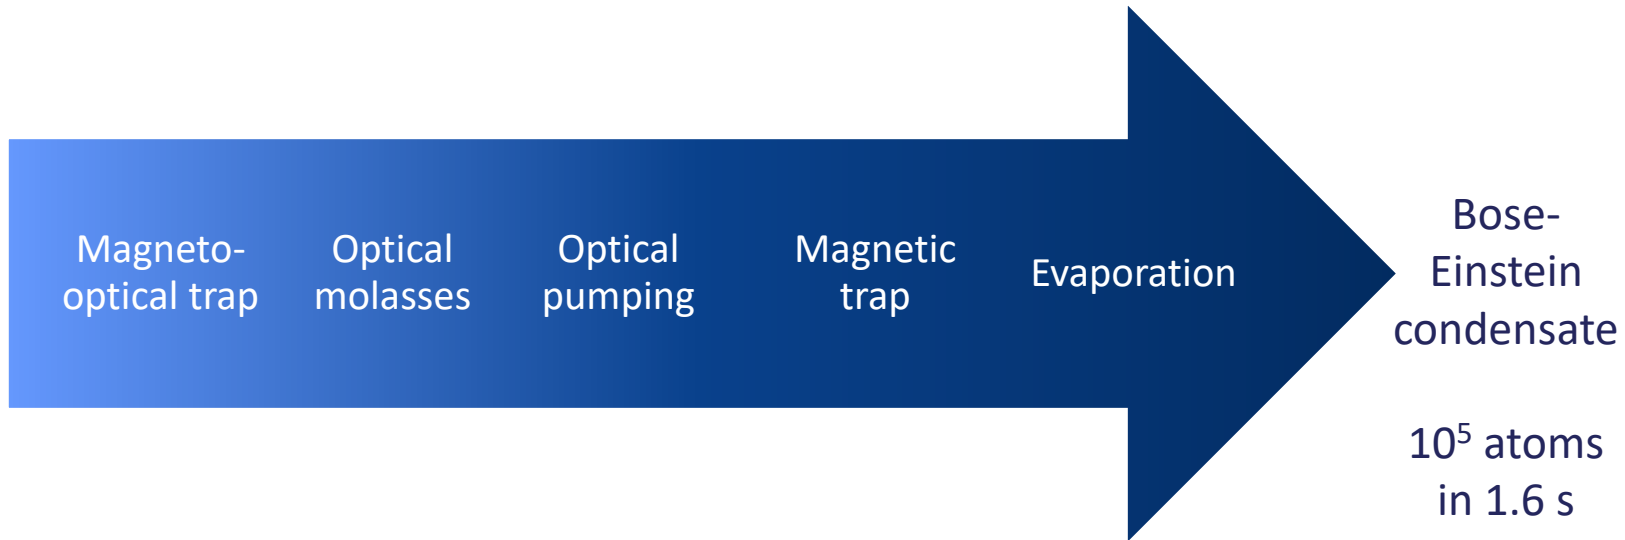 Magneto-
optical trap
Optical
molasses
Optical
pumping
Magnetic
trap
Evaporation
Bose-
Einstein
condensate
10⁵ atoms
in 1.6 s